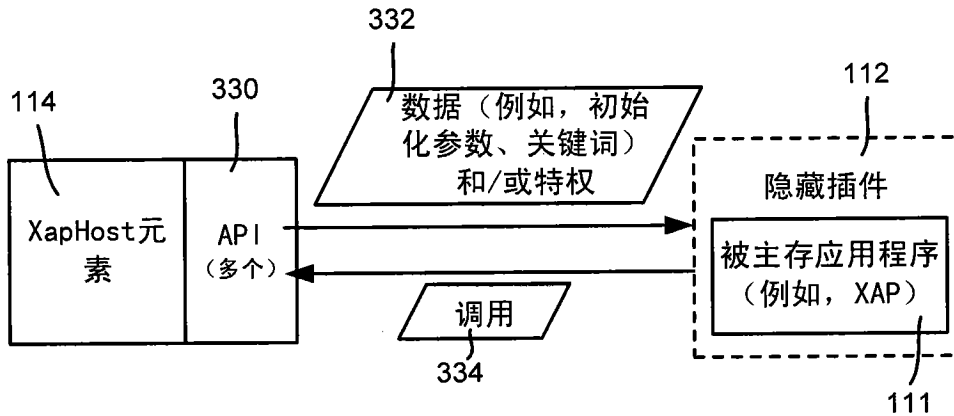 332
数据（例如，初始
化参数、关键词）
和/或特权
114
330
112
隐藏插件
XapHost元
素
API
（多个）
被主存应用程序
（例如，XAP）
调用
334
111